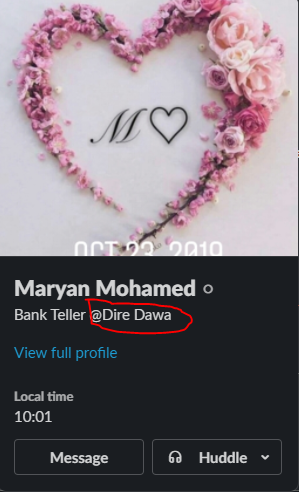 M ♡
OCT 23, 2019
Maryan Mohamed
Bank Teller @Dire Dawa
View full profile
Local time
10:01
Message
Huddle